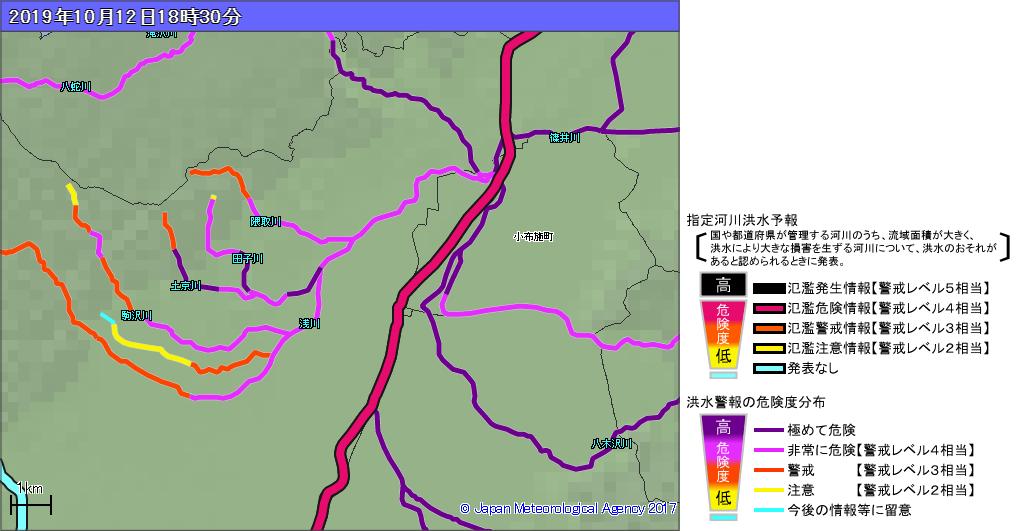 2019年10月12日18時30分
滝沢川
八蛇川
篠井川
隈取川
小布施町
田子川
土京川
駒沢川
浅川
八木沢川
1km
© Japan Meteorological Agency 2017
指定河川洪水予報
国や都道府県が管理する河川のうち、流域面積が大きく、
洪水により大きな損害を生ずる河川について、洪水のおそれが
あると認められるときに発表。
高
危険度
低
氾濫発生情報【警戒レベル5相当】
氾濫危険情報【警戒レベル4相当】
氾濫警戒情報【警戒レベル3相当】
氾濫注意情報【警戒レベル2相当】
発表なし
洪水警報の危険度分布
高
危険度
低
極めて危険
非常に危険【警戒レベル4相当】
警戒 【警戒レベル3相当】
注意 【警戒レベル2相当】
今後の情報等に留意